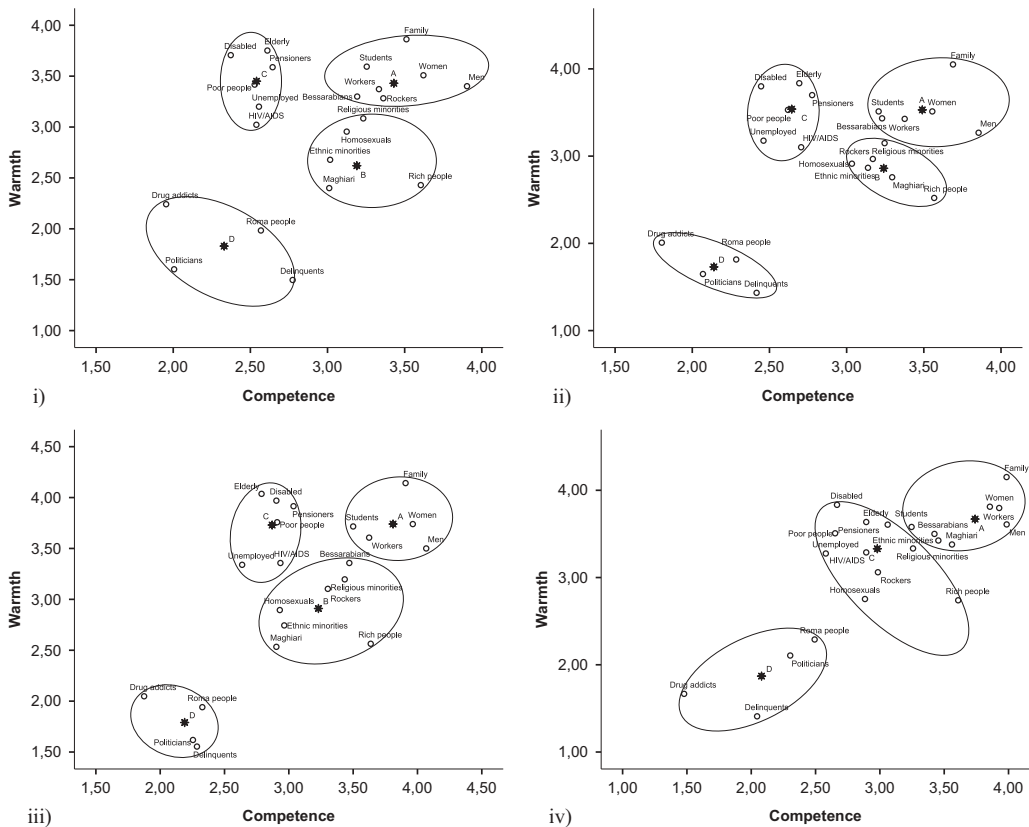 4,00
3,50
3,00
2,50
2,00
1,50
1,00
Warmth
Family
Disabled
Elderly
Pensioners
Students
Women
C
A
Men
Poor people
Workers
Bessarabians
Rockers
Unemployed
Religious minorities
HIV/AIDS
Homosexuals
Ethnic minorities
B
Maghiari
Rich people
Drug addicts
Roma people
D
Politicians
Delinquents
1,50 2,00 2,50 3,00 3,50 4,00
i)
Competence
4,00
3,00
2,00
1,00
Warmth
Family
Disabled
Elderly
Pensioners
Students
A
Women
Poor people
C
Bessarabians
Workers
Men
Unemployed
HIV/AIDS
Rockers
Religious minorities
Homosexuals
Ethnic minorities
B
Maghiari
Rich people
Drug addicts
Roma people
D
Politicians
Delinquents
1,50 2,00 2,50 3,00 3,50 4,00
ii)
Competence
4,50
4,00
3,50
3,00
2,50
2,00
1,50
Warmth
Family
Elderly
Disabled
Pensioners
C
Poor people
Students
A
Women
Workers
Men
Unemployed
HIV/AIDS
Bessarabians
Religious minorities
Rockers
Homosexuals
B
Ethnic minorities
Maghiari
Rich people
Drug addicts
Roma people
D
Politicians
Delinquents
1,50 2,00 2,50 3,00 3,50 4,00 4,50
iii)
Competence
4,00
3,00
2,00
1,00
Warmth
Family
Disabled
Women
Elderly
Students
Workers
Bessarabians
A
Men
Poor people
Pensioners
Ethnic minorities
Maghiari
Unemployed
C
Religious minorities
HIV/AIDS
Rockers
Homosexuals
Rich people
Roma people
Politicians
D
Drug addicts
Delinquents
1,00 1,50 2,00 2,50 3,00 3,50 4,00
iv)
Competence